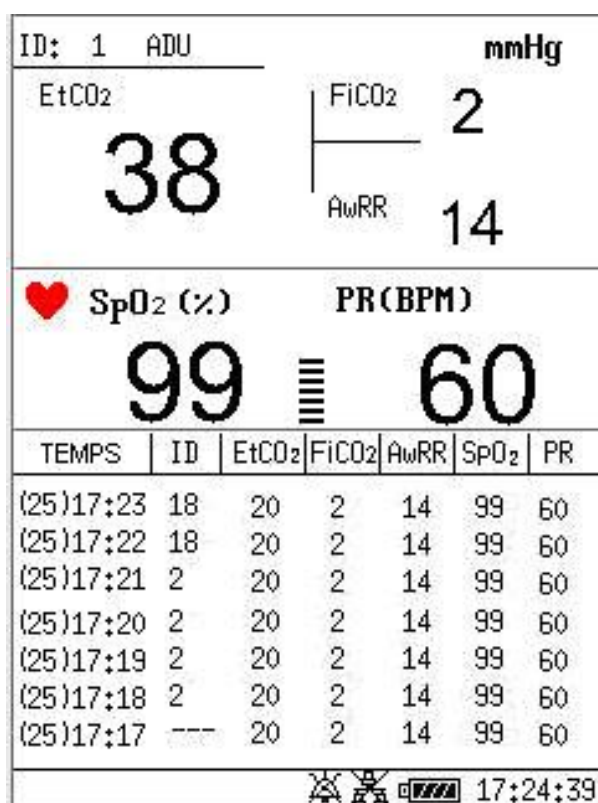 ID: 1 ADU mmHg
EtCO2 FiCO2 2
38
AwRR 14
SpO2 (%) PR(BPM)
99 60
TEMPS ID EtCO2 FiCO2 AwRR SpO2 PR
(25)17:23 18 20 2 14 99 60
(25)17:22 18 20 2 14 99 60
(25)17:21 2 20 2 14 99 60
(25)17:20 2 20 2 14 99 60
(25)17:19 2 20 2 14 99 60
(25)17:18 2 20 2 14 99 60
(25)17:17 --- 20 2 14 99 60
17:24:39